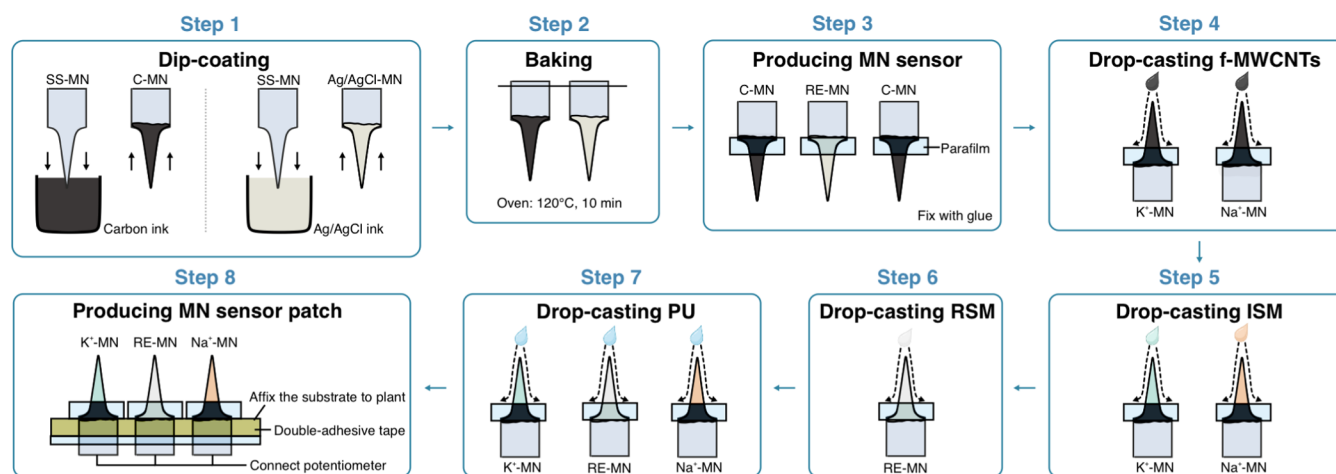 Step 1
Dip-coating
SS-MN
C-MN
SS-MN
Ag/AgCl-MN
Carbon ink
Ag/AgCl ink
Step 2
Baking
Oven: 120°C, 10 min
Step 3
Producing MN sensor
C-MN
RE-MN
C-MN
Parafilm
Fix with glue
Step 4
Drop-casting f-MWCNTs
K⁺-MN
Na⁺-MN
Step 5
Drop-casting ISM
K⁺-MN
Na⁺-MN
Step 6
Drop-casting RSM
RE-MN
Step 7
Drop-casting PU
K⁺-MN
RE-MN
Na⁺-MN
Step 8
Producing MN sensor patch
K⁺-MN
RE-MN
Na⁺-MN
Affix the substrate to plant
Double-adhesive tape
Connect potentiometer